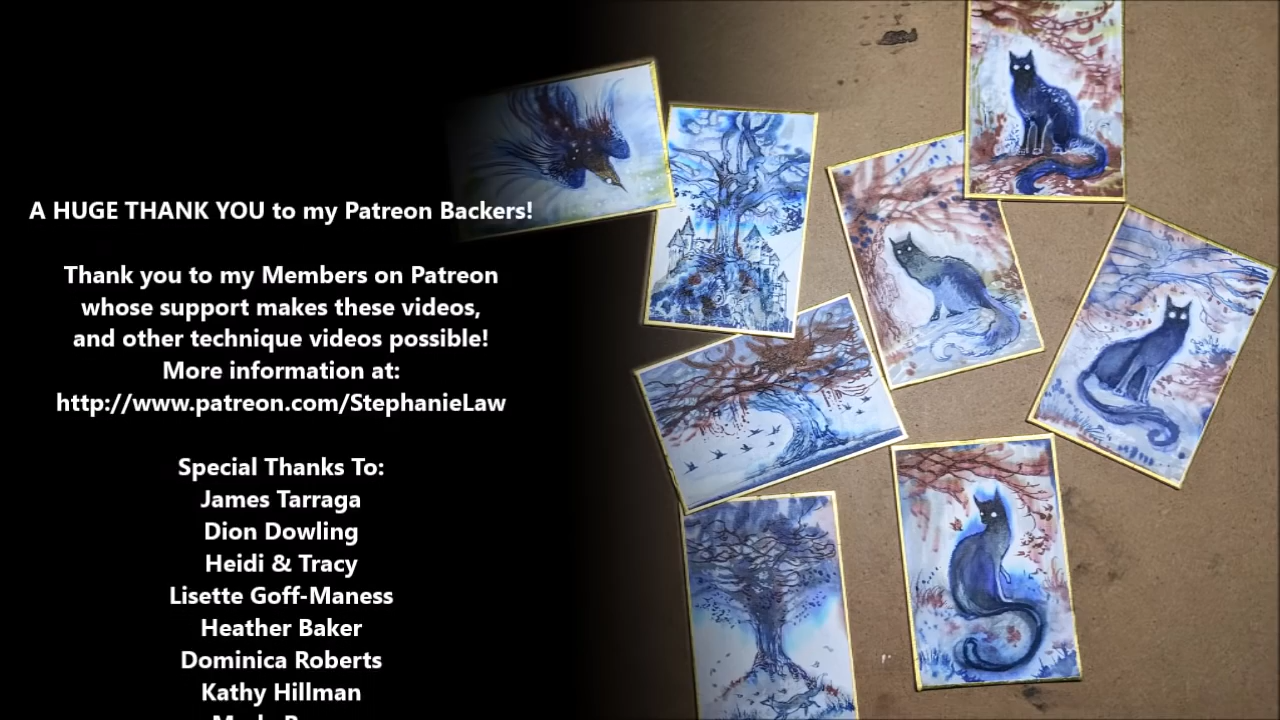 A HUGE THANK YOU to my Patreon Backers!
Thank you to my Members on Patreon
whose support makes these videos,
and other technique videos possible!
More information at:
http://www.patreon.com/StephanieLaw
Special Thanks To:
James Tarraga
Dion Dowling
Heidi & Tracy
Lisette Goff-Maness
Heather Baker
Dominica Roberts
Kathy Hillman